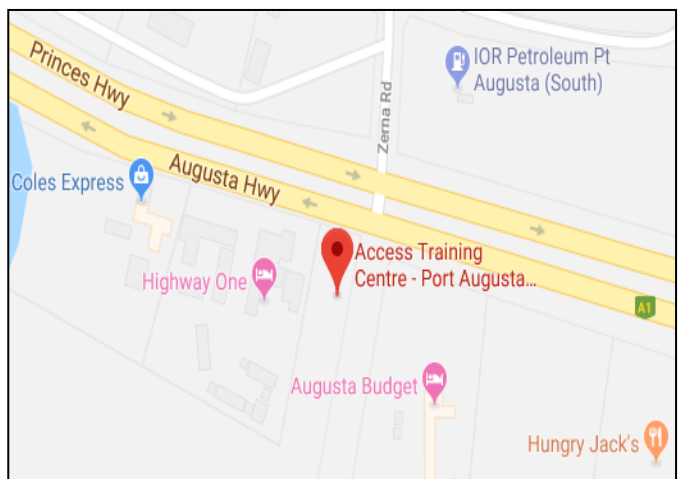 Princes Hwy
IOR Petroleum Pt
Augusta (South)
Zerna Rd
Coles Express
Augusta Hwy
Access Training
Centre - Port Augusta...
Highway One
A1
Augusta Budget
Hungry Jack's